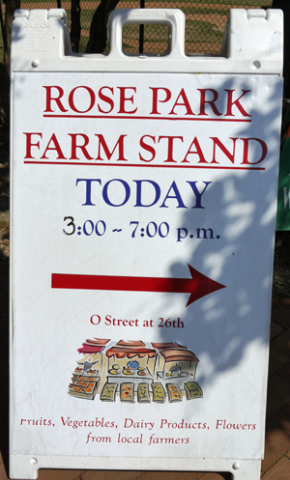 ROSE PARK
FARM STAND
TODAY
3:00 ~ 7:00 p.m.
O Street at 26th
Fruits, Vegetables, Dairy Products, Flowers
from local farmers